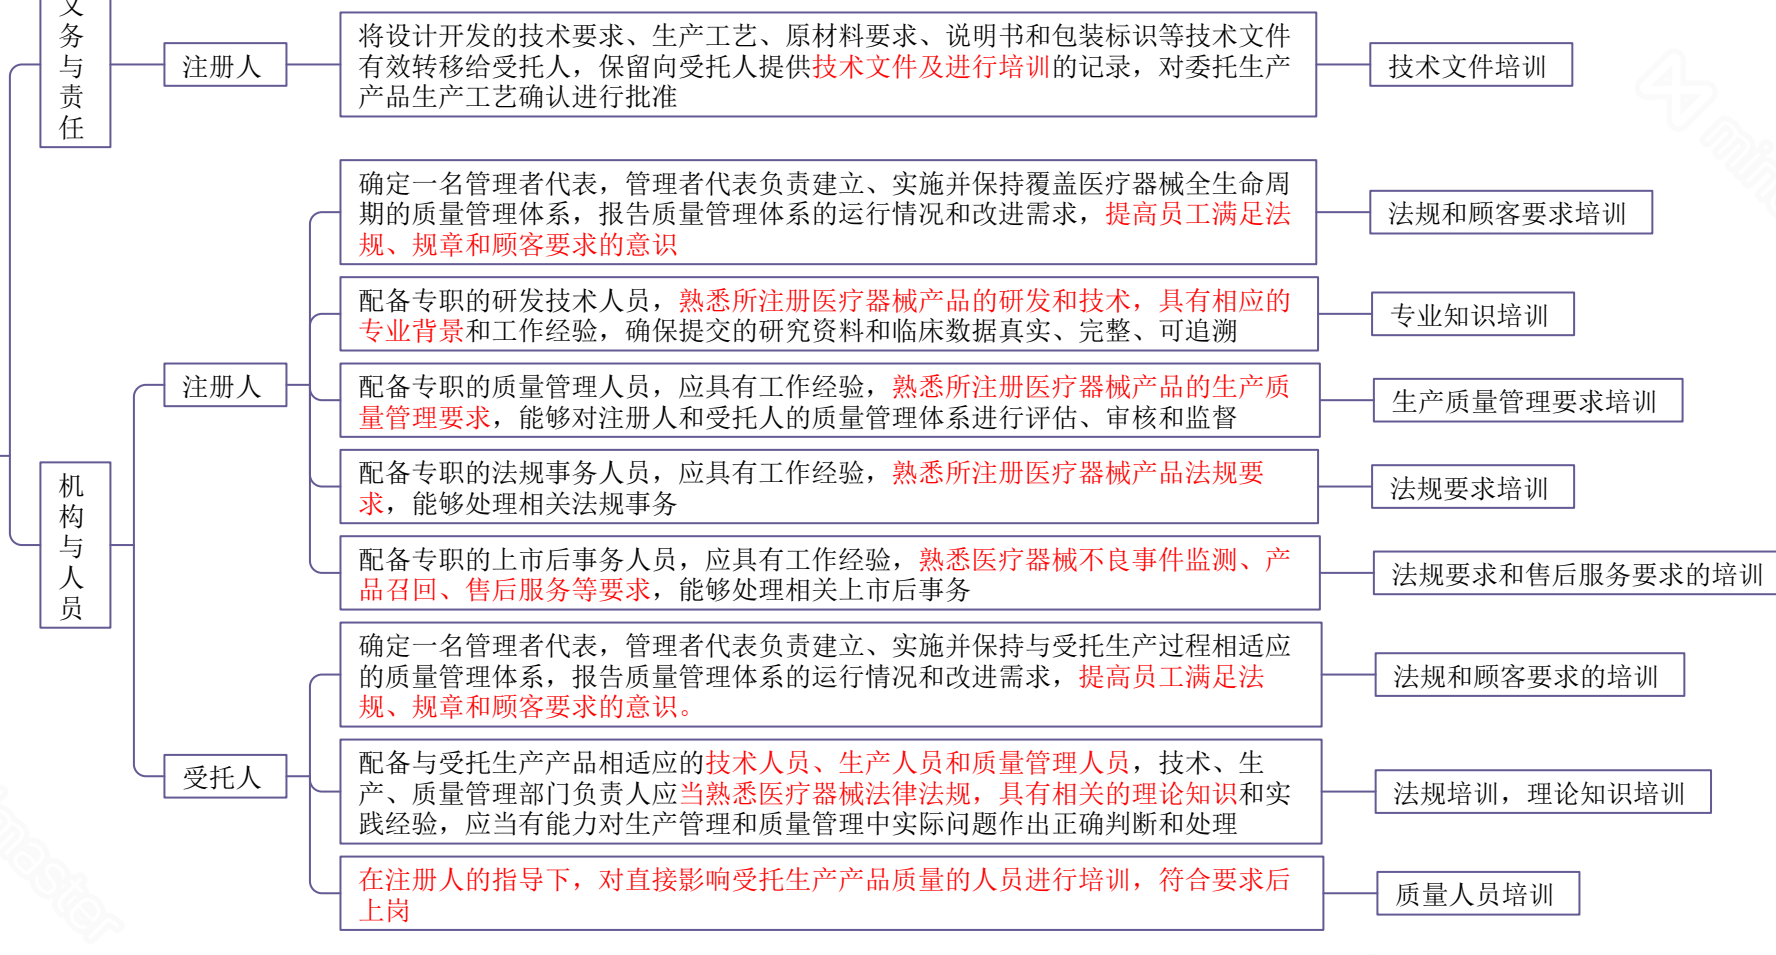 务
与
责
任
注册人
将设计开发的技术要求、生产工艺、原材料要求、说明书和包装标识等技术文件
有效转移给受托人，保留向受托人提供技术文件及进行培训的记录，对委托生产
产品生产工艺确认进行批准
技术文件培训
机
构
与
人
员
注册人
确定一名管理者代表，管理者代表负责建立、实施并保持覆盖医疗器械全生命周
期的质量管理体系，报告质量管理体系的运行情况和改进需求，提高员工满足法
规、规章和顾客要求的意识
法规和顾客要求培训
配备专职的研发技术人员，熟悉所注册医疗器械产品的研发和技术，具有相应的
专业背景和工作经验，确保提交的研究资料和临床数据真实、完整、可追溯
专业知识培训
配备专职的质量管理人员，应具有工作经验，熟悉所注册医疗器械产品的生产质
量管理要求，能够对注册人和受托人的质量管理体系进行评估、审核和监督
生产质量管理要求培训
配备专职的法规事务人员，应具有工作经验，熟悉所注册医疗器械产品法规要
求，能够处理相关法规事务
法规要求培训
配备专职的上市后事务人员，应具有工作经验，熟悉医疗器械不良事件监测、产
品召回、售后服务等要求，能够处理相关上市后事务
法规要求和售后服务要求的培训
受托人
确定一名管理者代表，管理者代表负责建立、实施并保持与受托生产过程相适应
的质量管理体系，报告质量管理体系的运行情况和改进需求，提高员工满足法
规、规章和顾客要求的意识。
法规和顾客要求的培训
配备与受托生产产品相适应的技术人员、生产人员和质量管理人员，技术、生
产、质量管理部门负责人应当熟悉医疗器械法律法规，具有相关的理论知识和实
践经验，应当有能力对生产管理和质量管理中实际问题作出正确判断和处理
法规培训，理论知识培训
在注册人的指导下，对直接影响受托生产产品质量的人员进行培训，符合要求后
上岗
质量人员培训